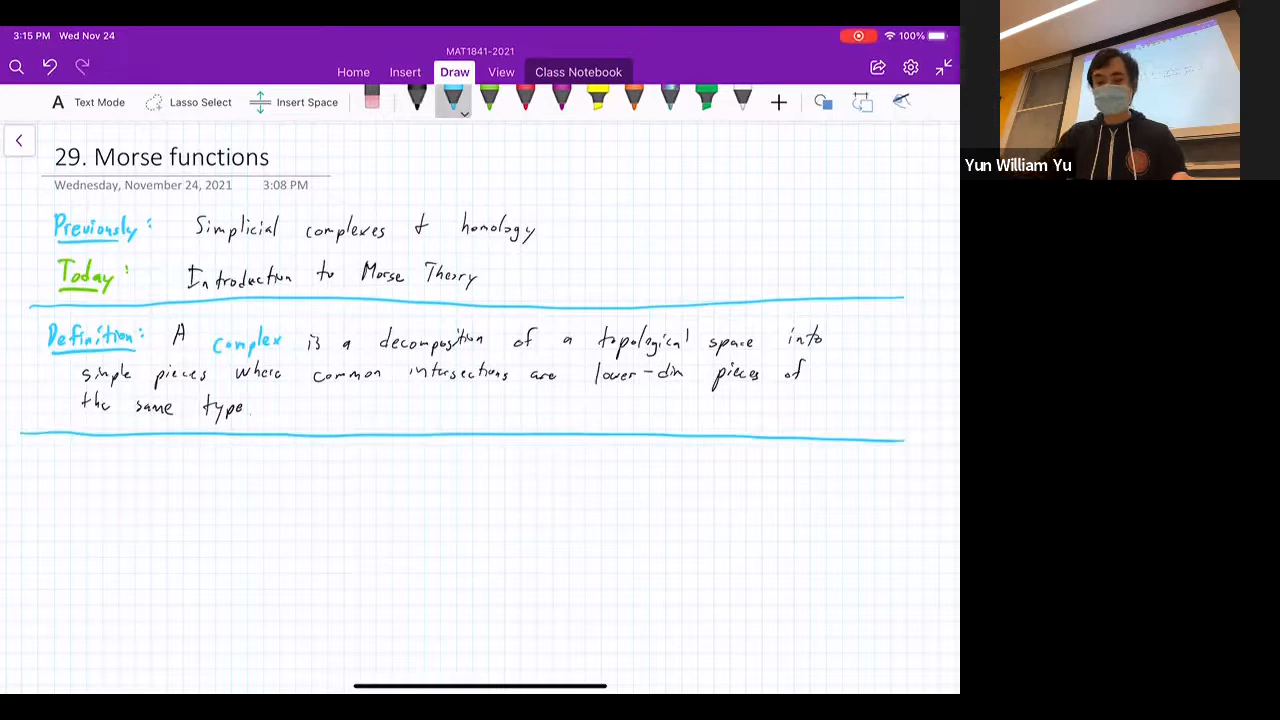 3:15 PM Wed Nov 24
100%
MAT1841-2021
Home Insert Draw View Class Notebook
Text Mode Lasso Select Insert Space
Yun William Yu
29. Morse functions
Wednesday, November 24, 2021 3:08 PM
Previously: Simplicial complexes & homology
Today: Introduction to Morse Theory
Definition: A complex is a decomposition of a topological space into
simple pieces where common intersections are lower-dim pieces of
the same type.